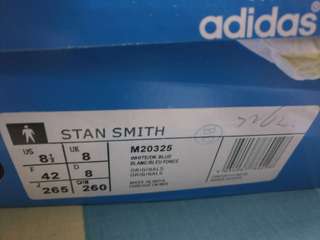 adidas
STAN SMITH
US UK
8½ 8 M20325
WHITE/DK BLUE
BLANC/BLEU FONCE
F D
42 8 ORIGINALS
ORIGINALS
J
265 260